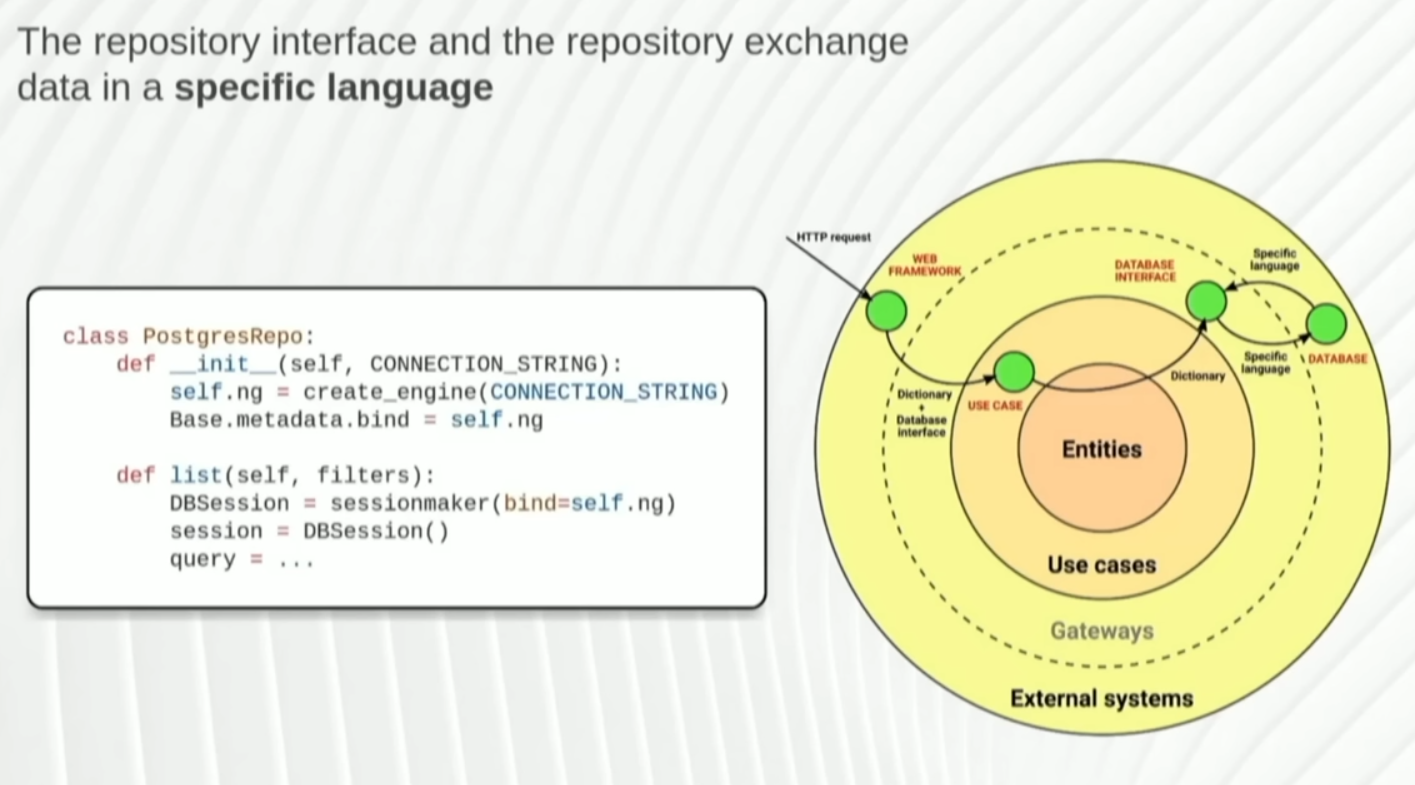 The repository interface and the repository exchange
data in a specific language
class PostgresRepo:
    def __init__(self, CONNECTION_STRING):
        self.ng = create_engine(CONNECTION_STRING)
        Base.metadata.bind = self.ng
    def list(self, filters):
        DBSession = sessionmaker(bind=self.ng)
        session = DBSession()
        query = ...
HTTP request
WEB
FRAMEWORK
DATABASE
INTERFACE
Specific
language
Specific
language
DATABASE
Dictionary
Dictionary
+
Database
interface
USE CASE
Entities
Use cases
Gateways
External systems